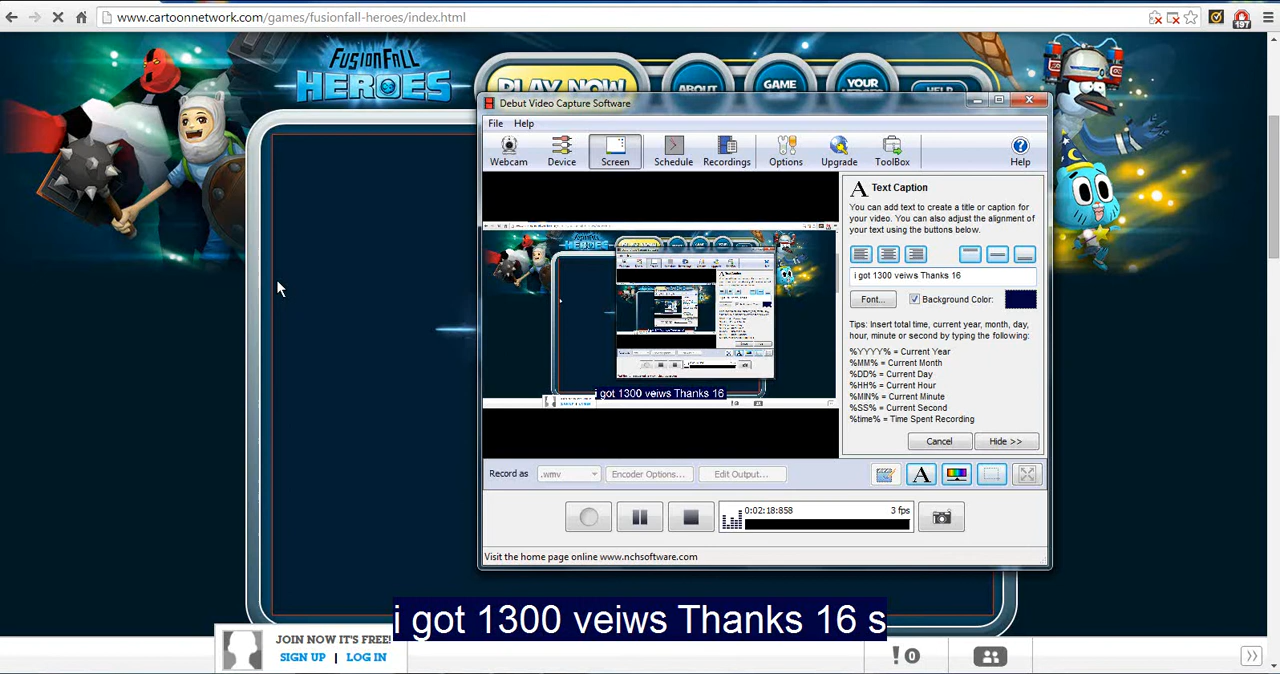 www.cartoonnetwork.com/games/fusionfall-heroes/index.html
197
FUSIONFALL
HEROES
PLAY NOW
ABOUT
GAME
YOUR
HELP
Debut Video Capture Software
File Help
Webcam Device Screen Schedule Recordings Options Upgrade ToolBox Help
A Text Caption
You can add text to create a title or caption for
your video. You can also adjust the alignment of
your text using the buttons below.
i got 1300 veiws Thanks 16
Font... Background Color:
Tips: Insert total time, current year, month, day,
hour, minute or second by typing the following:
%YYYY% = Current Year
%MM% = Current Month
%DD% = Current Day
%HH% = Current Hour
%MIN% = Current Minute
%SS% = Current Second
%time% = Time Spent Recording
Cancel Hide >>
i got 1300 veiws Thanks 16
Record as .wmv Encoder Options... Edit Output... A
0:02:18:858 3 fps
Visit the home page online www.nchsoftware.com
i got 1300 veiws Thanks 16 s
JOIN NOW IT'S FREE!
SIGN UP | LOG IN
! 0